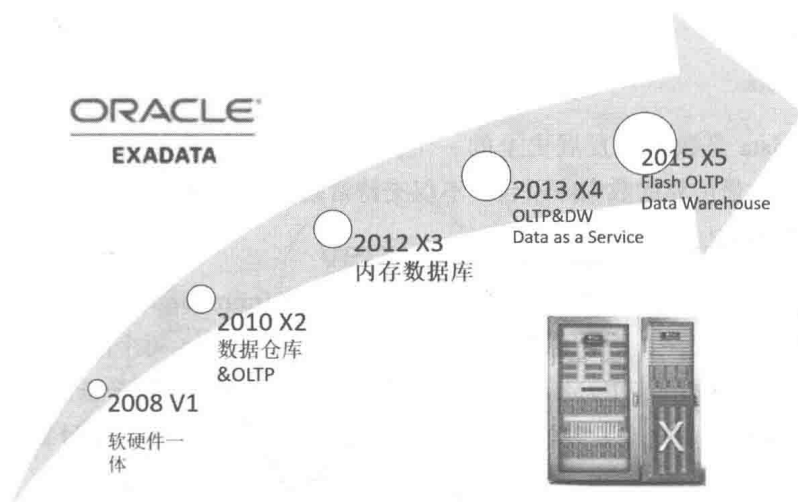 ORACLE
EXADATA
2015 X5
Flash OLTP
Data Warehouse
2013 X4
OLTP&DW
Data as a Service
2012 X3
内存数据库
2010 X2
数据仓库
&OLTP
2008 V1
软硬件一
体
X